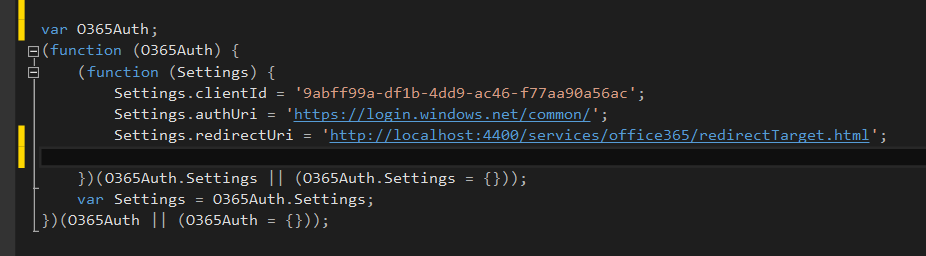 var O365Auth;
(function (O365Auth) {
(function (Settings) {
Settings.clientId = '9abff99a-df1b-4dd9-ac46-f77aa90a56ac';
Settings.authUri = 'https://login.windows.net/common/';
Settings.redirectUri = 'http://localhost:4400/services/office365/redirectTarget.html';
})(O365Auth.Settings || (O365Auth.Settings = {}));
var Settings = O365Auth.Settings;
})(O365Auth || (O365Auth = {}));